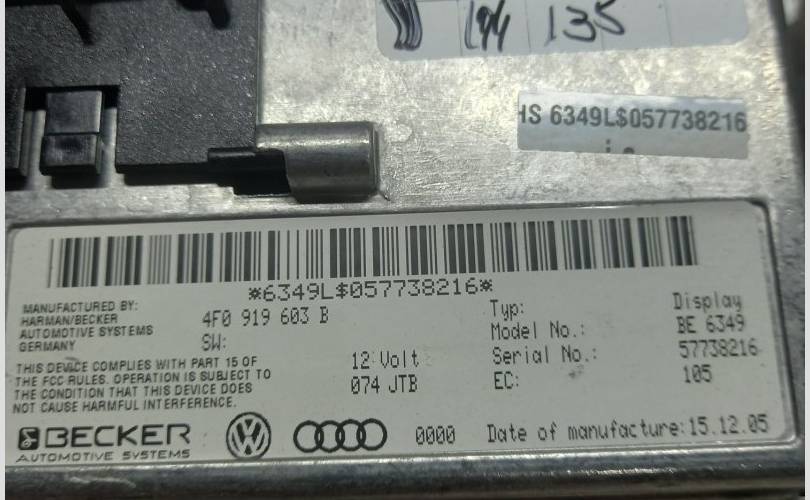 194 135
HS 6349L$057738216
*6349L$057738216*
MANUFACTURED BY:
HARMAN/BECKER
AUTOMOTIVE SYSTEMS
GERMANY
4F0 919 603 B
SW:
THIS DEVICE COMPLIES WITH PART 15 OF
THE FCC RULES. OPERATION IS SUBJECT TO
THE CONDITION THAT THIS DEVICE DOES
NOT CAUSE HARMFUL INTERFERENCE.
12 Volt
074 JTB
Typ: Display
Model No.: BE 6349
Serial No.: 57738216
EC: 105
BECKER
AUTOMOTIVE SYSTEMS
VW
0000
Date of manufacture: 15.12.05